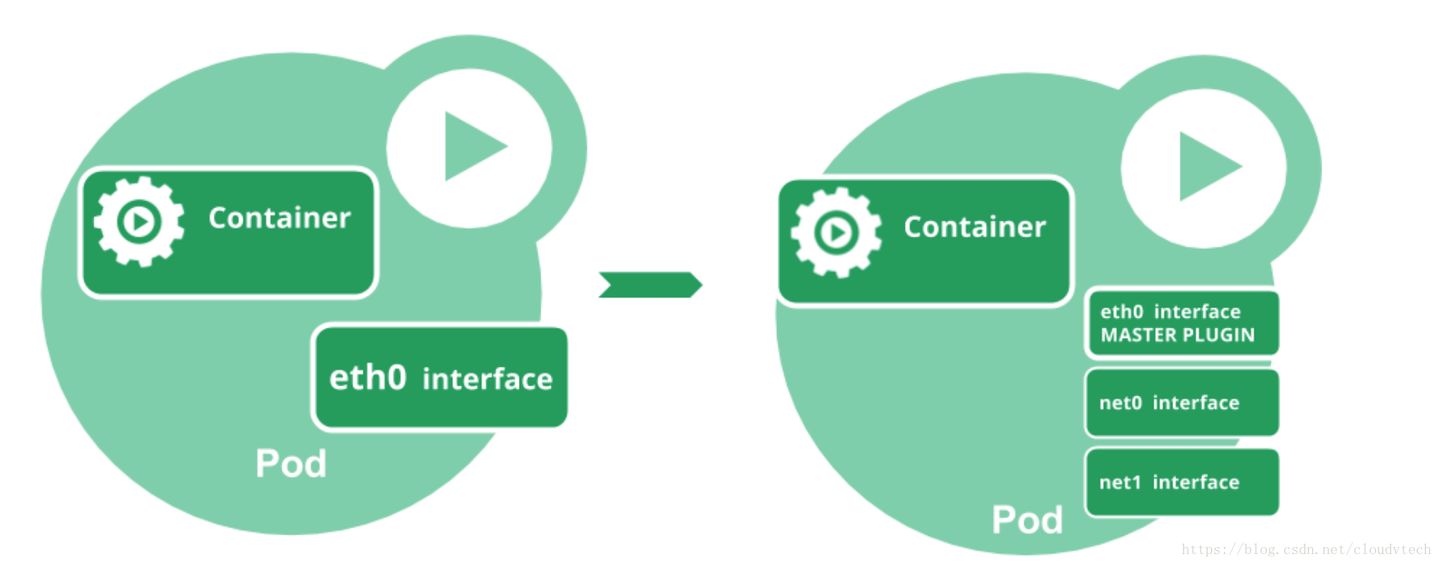 Container
eth0 interface
Pod
Container
eth0 interface
MASTER PLUGIN
net0 interface
net1 interface
Pod
https://blog.csdn.net/cloudvtech